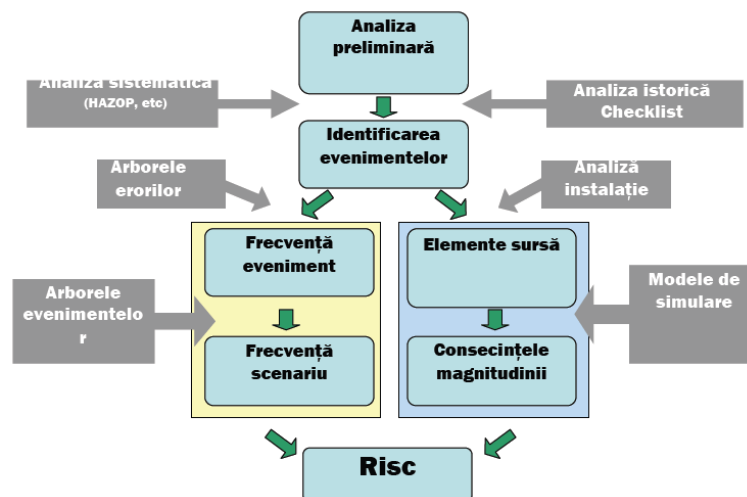 Analiza
preliminară
Analiza sistematică
(HAZOP, etc)
Analiza istorică
Checklist
Identificarea
evenimentelor
Arborele
erorilor
Analiză
instalație
Frecvență
eveniment
Elemente sursă
Arborele
evenimentelo
r
Modele de
simulare
Frecvență
scenariu
Consecințele
magnitudinii
Risc